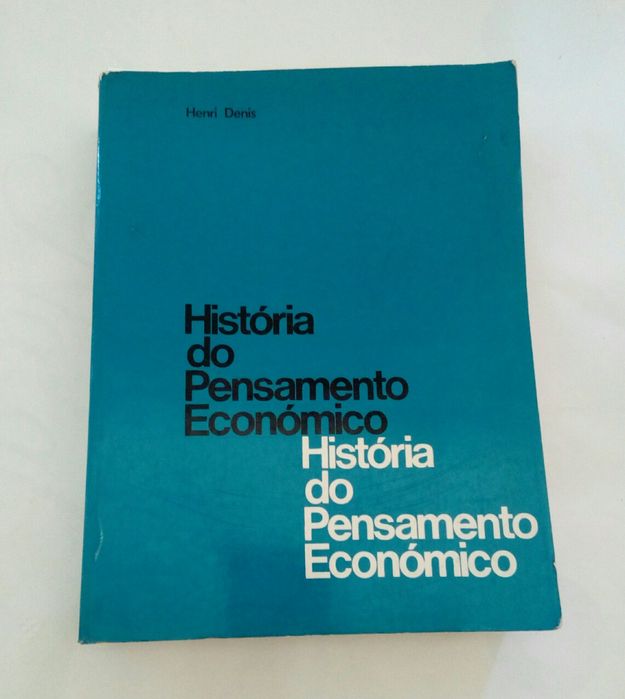 Henri Denis
História
do
Pensamento
Económico
História
do
Pensamento
Económico